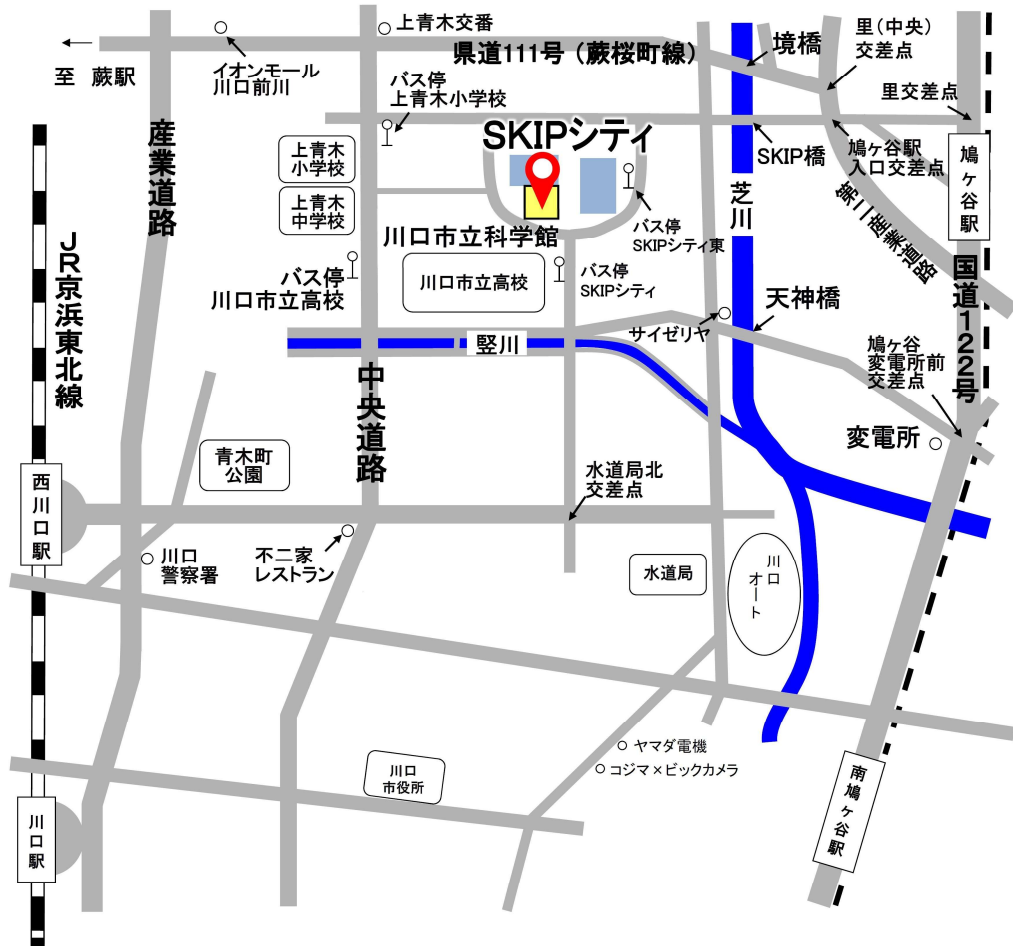 上青木交番
里（中央）
交差点
県道111号（蕨桜町線）
境橋
至 蕨駅
イオンモール
川口前川
バス停
上青木小学校
里交差点
産業道路
SKIPシティ
SKIP橋
鳩ヶ谷駅
入口交差点
鳩ヶ谷駅
上青木
小学校
上青木
中学校
芝川
第二産業道路
バス停
SKIPシティ東
川口市立科学館
JR京浜東北線
バス停
川口市立高校
川口市立高校
バス停
SKIPシティ
国道122号
天神橋
サイゼリヤ
竪川
鳩ヶ谷
変電所前
交差点
中央道路
変電所
青木町
公園
水道局北
交差点
西川口駅
川口
警察署
不二家
レストラン
水道局
川口
オート
ヤマダ電機
コジマ×ビックカメラ
川口
市役所
川口駅
南鳩ヶ谷駅